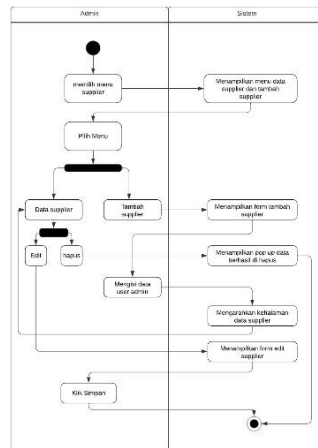 Admin
Sistem
memilih menu
supplier
Menampilkan menu data
supplier dan tambah
supplier
Pilih Menu
Data supplier
Tambah
supplier
Menampilkan form tambah
supplier
Edit
hapus
Menampilkan pop up data
berhasil di hapus
Mengisi data
user admin
Mengarahkan kehalaman
data supplier
Menampilkan form edit
supplier
Klik Simpan